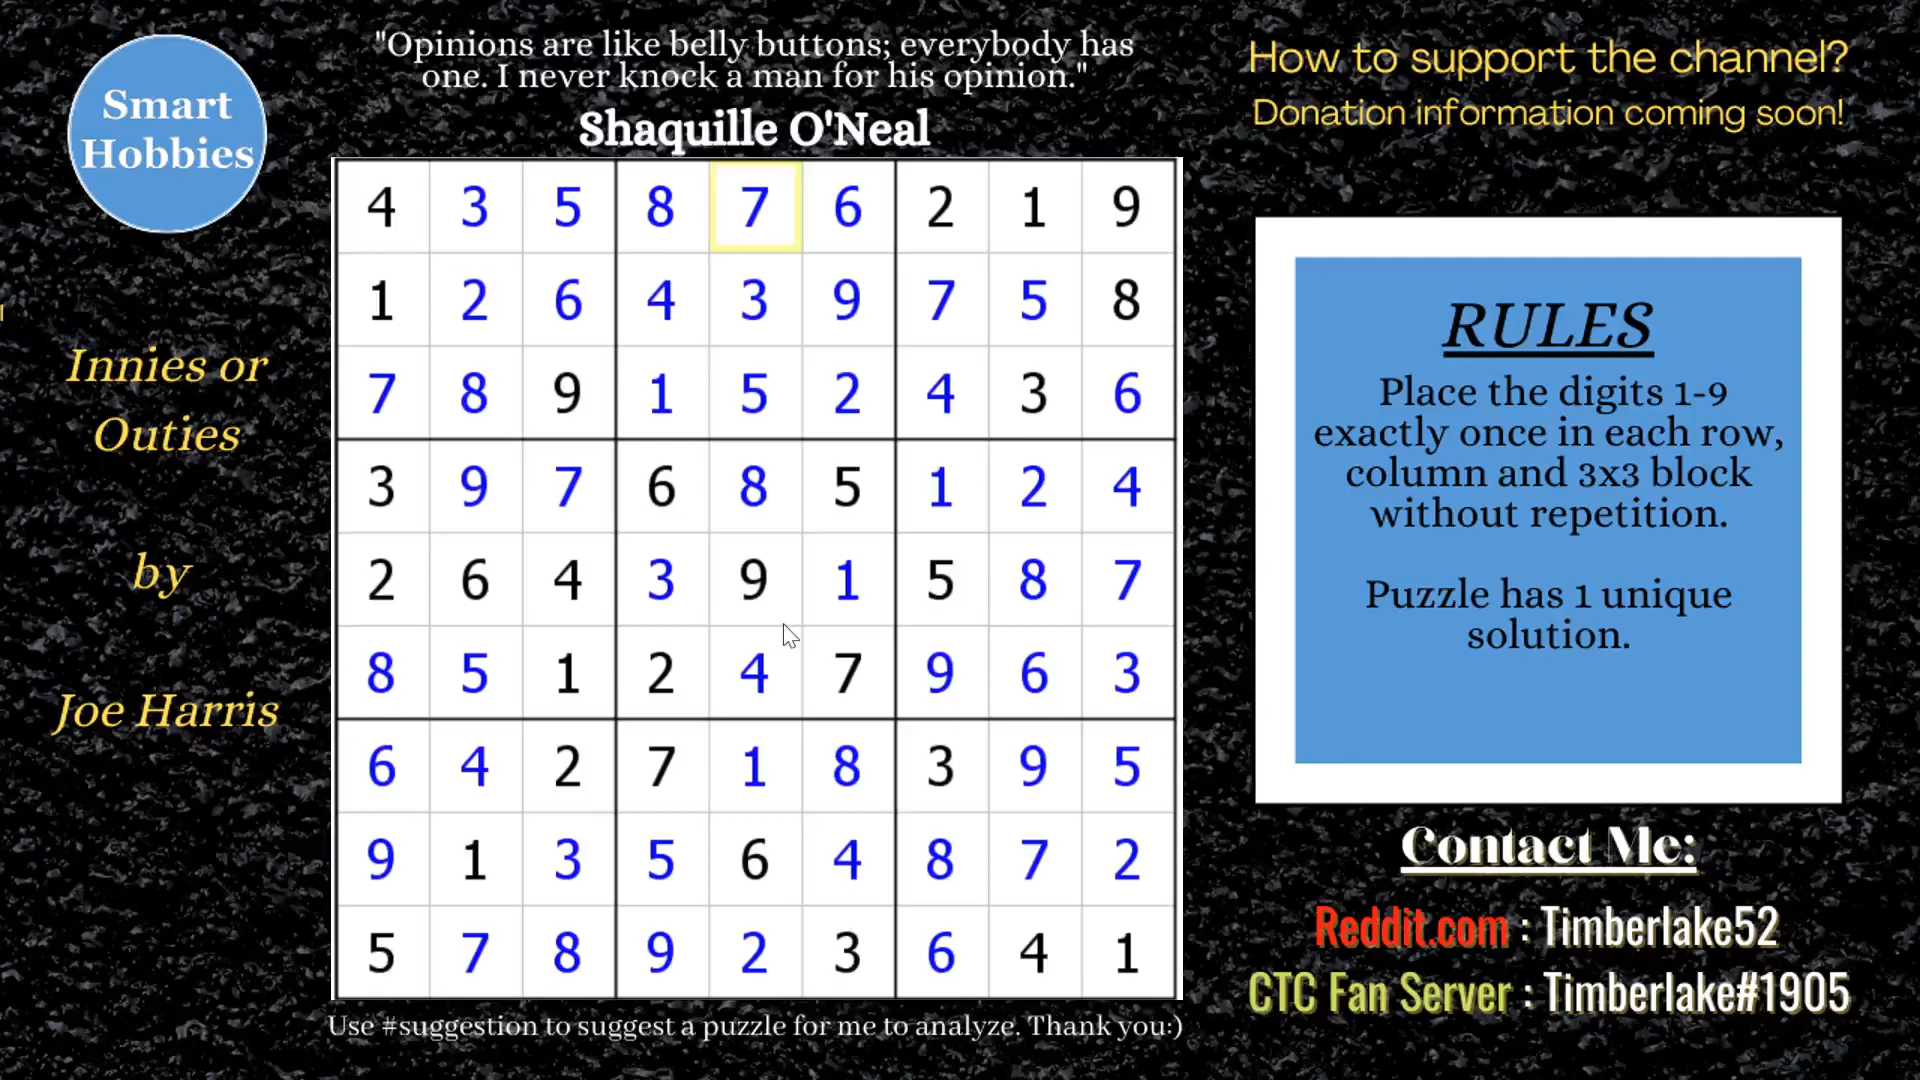 Smart
Hobbies
"Opinions are like belly buttons; everybody has
one. I never knock a man for his opinion."
Shaquille O'Neal
How to support the channel?
Donation information coming soon!
Innies or
Outies
by
Joe Harris
4 3 5 8 7 6 2 1 9
1 2 6 4 3 9 7 5 8
7 8 9 1 5 2 4 3 6
3 9 7 6 8 5 1 2 4
2 6 4 3 9 1 5 8 7
8 5 1 2 4 7 9 6 3
6 4 2 7 1 8 3 9 5
9 1 3 5 6 4 8 7 2
5 7 8 9 2 3 6 4 1
RULES
Place the digits 1-9
exactly once in each row,
column and 3x3 block
without repetition.
Puzzle has 1 unique
solution.
Contact Me:
Reddit.com : Timberlake52
CTC Fan Server : Timberlake#1905
Use #suggestion to suggest a puzzle for me to analyze. Thank you:)